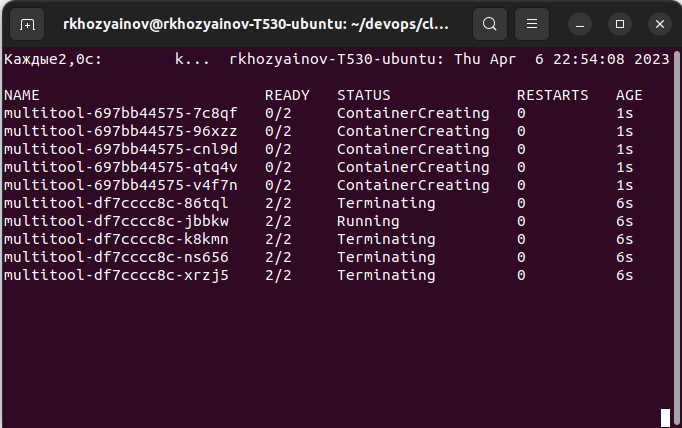 rkhozyainov@rkhozyainov-T530-ubuntu: ~/devops/cl...
Каждые2,0с: k... rkhozyainov-T530-ubuntu: Thu Apr 6 22:54:08 2023
NAME READY STATUS RESTARTS AGE
multitool-697bb44575-7c8qf 0/2 ContainerCreating 0 1s
multitool-697bb44575-96xzz 0/2 ContainerCreating 0 1s
multitool-697bb44575-cnl9d 0/2 ContainerCreating 0 1s
multitool-697bb44575-qtq4v 0/2 ContainerCreating 0 1s
multitool-697bb44575-v4f7n 0/2 ContainerCreating 0 1s
multitool-df7cccc8c-86tql 2/2 Terminating 0 6s
multitool-df7cccc8c-jbbkw 2/2 Running 0 6s
multitool-df7cccc8c-k8kmn 2/2 Terminating 0 6s
multitool-df7cccc8c-ns656 2/2 Terminating 0 6s
multitool-df7cccc8c-xrzj5 2/2 Terminating 0 6s